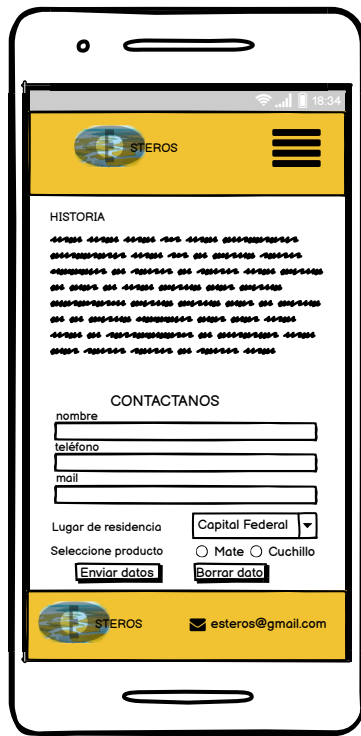 18:34
E STEROS
HISTORIA
CONTACTANOS
nombre
teléfono
mail
Lugar de residencia Capital Federal
Seleccione producto Mate Cuchillo
Enviar datos Borrar dato
E STEROS esteros@gmail.com